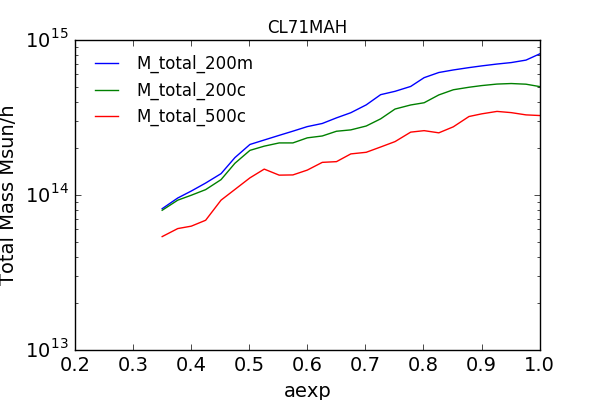 CL71MAH
10^15
10^14
10^13
Total Mass Msun/h
M_total_200m
M_total_200c
M_total_500c
0.2 0.3 0.4 0.5 0.6 0.7 0.8 0.9 1.0
aexp